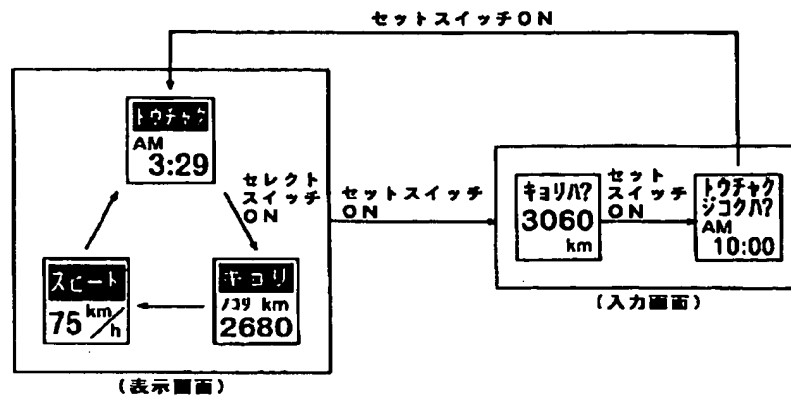 セットスイッチON
トウチャク
AM
3:29
セレクト
スイッチ
ON
スピート
75 km/h
キョリ
ノコリ km
2680
(表示画面)
セットスイッチ
ON
キョリハ?
3060
km
セット
スイッチ
ON
トウチャク
ジコクハ?
AM
10:00
(入力画面)